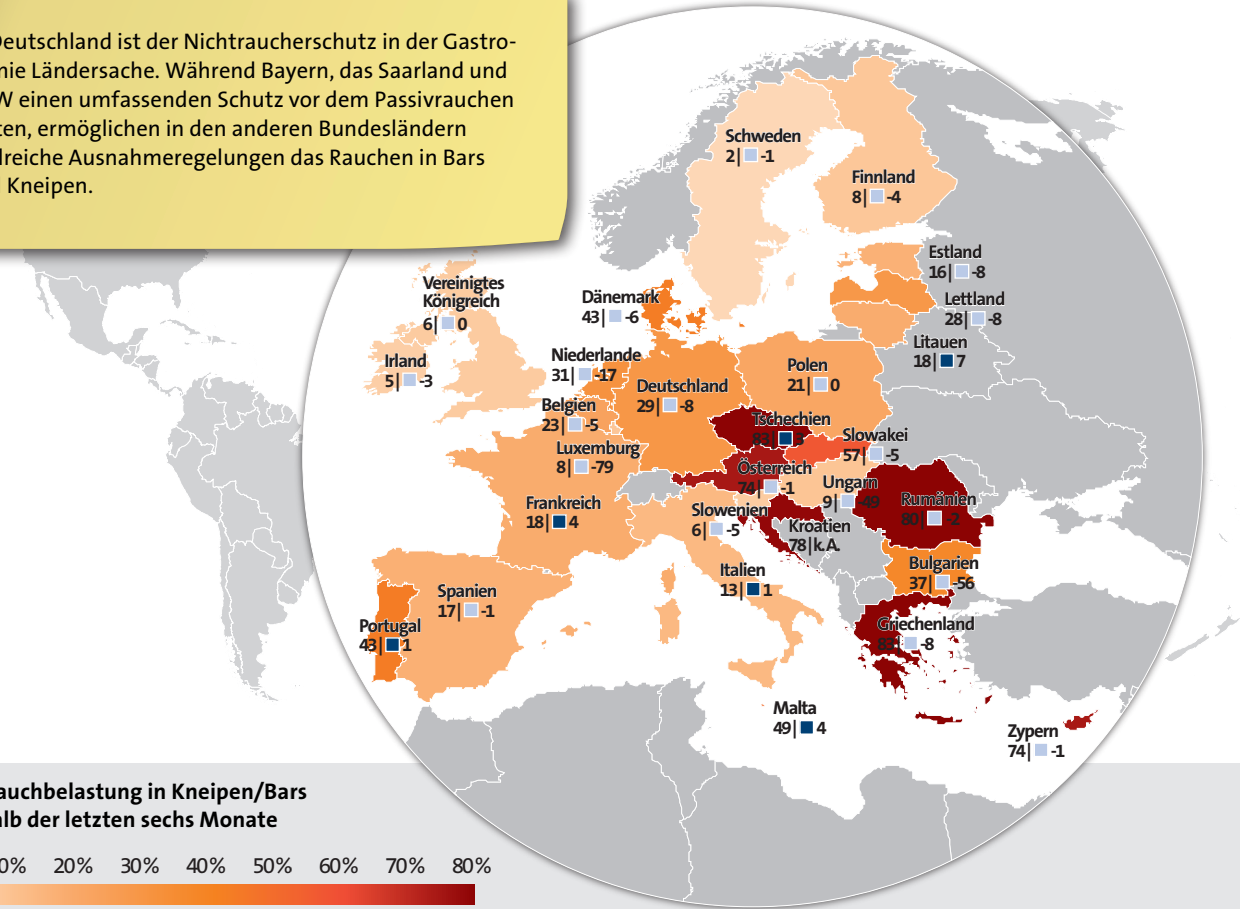 Deutschland ist der Nichtraucherschutz in der Gastro-
mie Ländersache. Während Bayern, das Saarland und
W einen umfassenden Schutz vor dem Passivrauchen
ten, ermöglichen in den anderen Bundesländern
lreiche Ausnahmeregelungen das Rauchen in Bars
Kneipen.
Schweden
2| -1
Finnland
8| -4
Estland
16| -8
Vereinigtes
Königreich
6| 0
Dänemark
43| -6
Lettland
28| -8
Litauen
18| 7
Irland
5| -3
Niederlande
31| -17
Polen
21| 0
Deutschland
29| -8
Belgien
23| -5
Tschechien
83| 3
Slowakei
57| -5
Luxemburg
8| -79
Österreich
74| -1
Ungarn
9| -49
Rumänien
80| -2
Frankreich
18| 4
Slowenien
6| -5
Kroatien
78|k.A.
Italien
13| 1
Bulgarien
37| -56
Spanien
17| -1
Portugal
43| 1
Griechenland
83| -8
Malta
49| 4
Zypern
74| -1
auchbelastung in Kneipen/Bars
alb der letzten sechs Monate
0% 20% 30% 40% 50% 60% 70% 80%